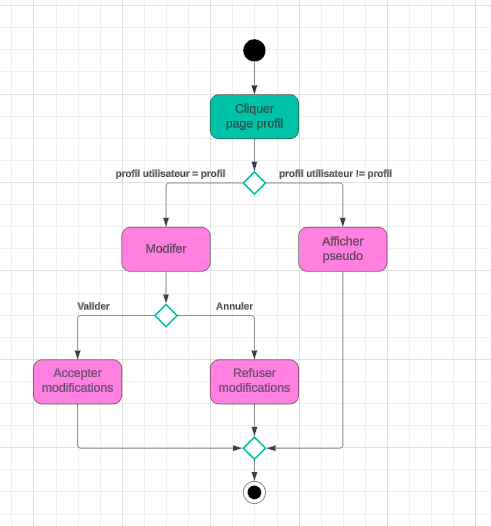 Cliquer
page profil
profil utilisateur = profil
profil utilisateur != profil
Modifer
Afficher
pseudo
Valider
Annuler
Accepter
modifications
Refuser
modifications